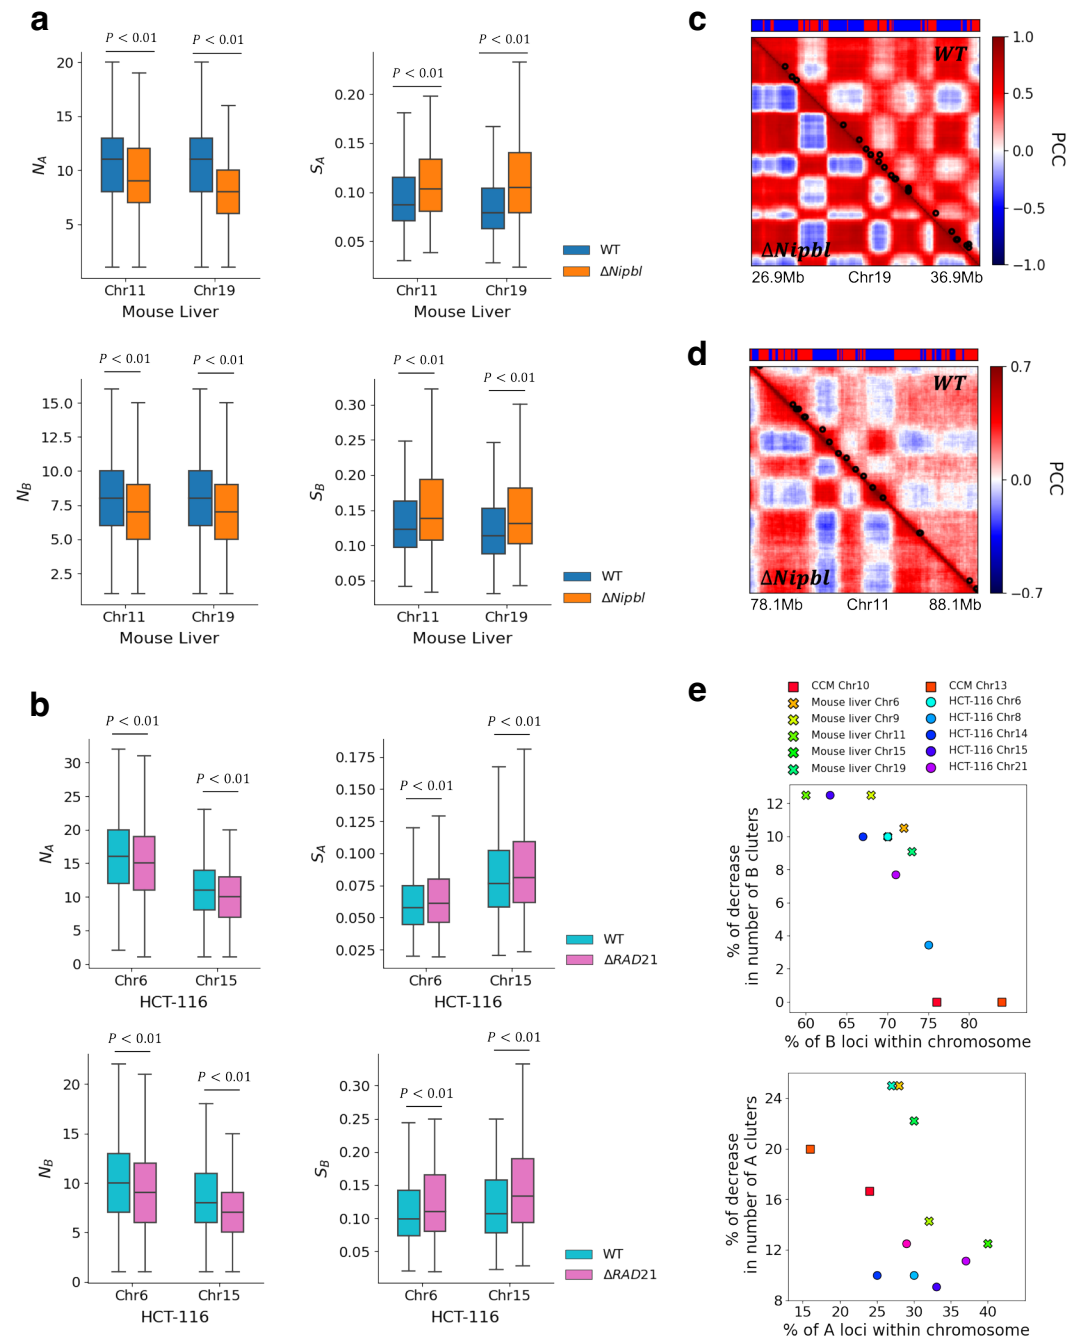 a
P < 0.01
P < 0.01
20
15
10
5
N_A
Chr11
Chr19
Mouse Liver
P < 0.01
P < 0.01
0.20
0.15
0.10
0.05
S_A
Chr11
Chr19
Mouse Liver
WT
ΔNipbl
P < 0.01
P < 0.01
15.0
12.5
10.0
7.5
5.0
2.5
N_B
Chr11
Chr19
Mouse Liver
P < 0.01
P < 0.01
0.30
0.25
0.20
0.15
0.10
0.05
S_B
Chr11
Chr19
Mouse Liver
WT
ΔNipbl
b
P < 0.01
P < 0.01
30
25
20
15
10
5
0
N_A
Chr6
Chr15
HCT-116
P < 0.01
P < 0.01
0.175
0.150
0.125
0.100
0.075
0.050
0.025
S_A
Chr6
Chr15
HCT-116
WT
ΔRAD21
P < 0.01
P < 0.01
20
15
10
5
0
N_B
Chr6
Chr15
HCT-116
P < 0.01
P < 0.01
0.30
0.25
0.20
0.15
0.10
0.05
S_B
Chr6
Chr15
HCT-116
WT
ΔRAD21
c
WT
ΔNipbl
26.9Mb
Chr19
36.9Mb
1.0
0.5
0.0
−0.5
−1.0
PCC
d
WT
ΔNipbl
78.1Mb
Chr11
88.1Mb
0.7
0.0
−0.7
PCC
e
CCM Chr10
Mouse liver Chr6
Mouse liver Chr9
Mouse liver Chr11
Mouse liver Chr15
Mouse liver Chr19
CCM Chr13
HCT-116 Chr6
HCT-116 Chr8
HCT-116 Chr14
HCT-116 Chr15
HCT-116 Chr21
12
10
8
6
4
2
0
% of decrease
in number of B cluters
60
65
70
75
80
% of B loci within chromosome
24
20
16
12
8
% of decrease
in number of A cluters
15
20
25
30
35
40
% of A loci within chromosome